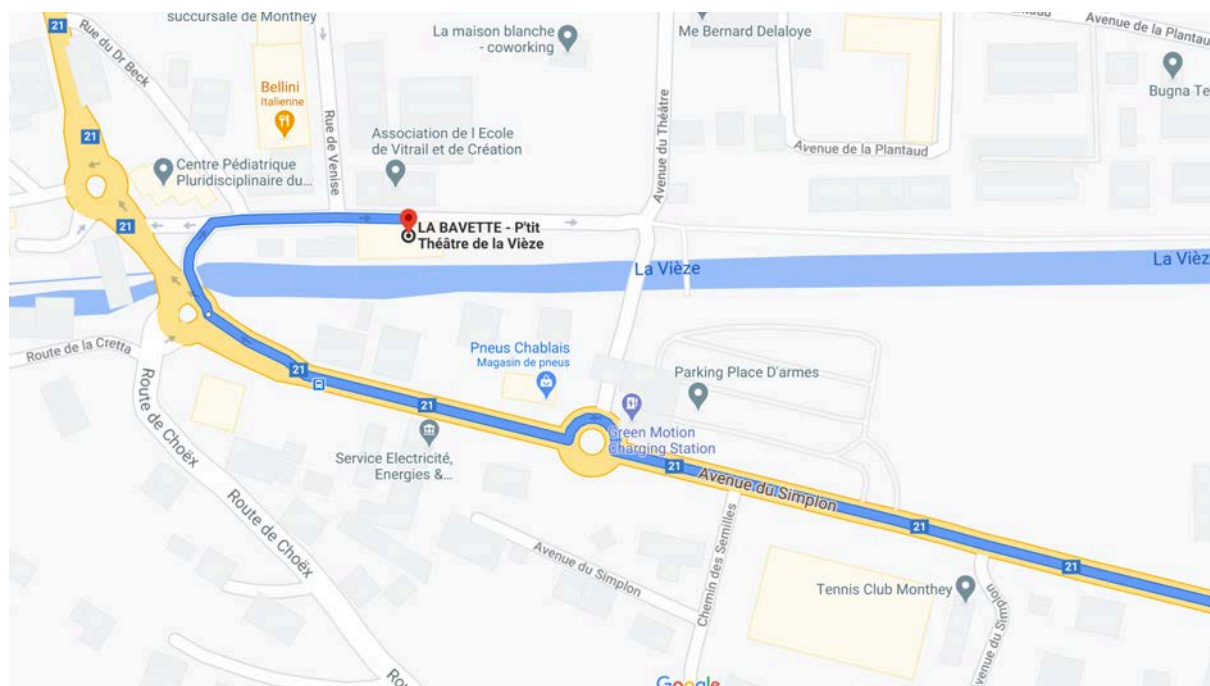 21
succursale de Monthey
Rue du Dr Beck
La maison blanche
- coworking
Me Bernard Delaloye
Avenue de la Plantaud
Bugna Te
Bellini
Italienne
21
Rue de Venise
Association de l Ecole
de Vitrail et de Création
Avenue du Théâtre
Avenue de la Plantaud
Centre Pédiatrique
Pluridisciplinaire du...
21
LA BAVETTE - P'tit
Théâtre de la Vièze
La Vièze
La Vièz
Route de la Cretta
21
Pneus Chablais
Magasin de pneus
Parking Place D'armes
Route de Choëx
21
Green Motion
Charging Station
Service Electricité,
Energies &...
21
Avenue du Simplon
21
21
Route de Choëx
Avenue du Simplon
Chemin des Semilles
Tennis Club Monthey
Avenue du Simplon
Rou
Google